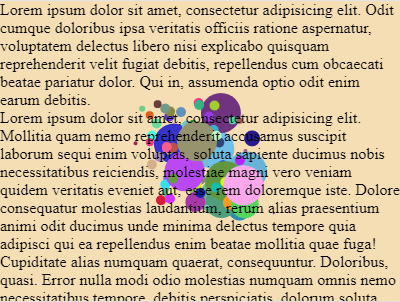 Lorem ipsum dolor sit amet, consectetur adipisicing elit. Odit
cumque doloribus ipsa veritatis officiis ratione aspernatur,
voluptatem delectus libero nisi explicabo quisquam
reprehenderit velit fugiat debitis, repellendus cum obcaecati
beatae pariatur dolor. Qui in, assumenda optio odit enim
earum debitis.
Lorem ipsum dolor sit amet, consectetur adipisicing elit.
Mollitia quam nemo reprehenderit accusamus suscipit
laborum sequi enim voluptas, soluta sapiente ducimus nobis
necessitatibus reiciendis, molestiae magni vero veniam
quidem veritatis eveniet aut, esse rem doloremque iste. Dolore
consequatur molestias laudantium, rerum alias praesentium
animi odit ducimus unde minima delectus tempore quia
adipisci qui ea repellendus enim beatae mollitia quae fuga!
Cupiditate alias numquam quaerat, consequuntur. Doloribus,
quasi. Error nulla modi odio molestias numquam omnis nemo
necessitatibus tempore, debitis perspiciatis, dolorum soluta